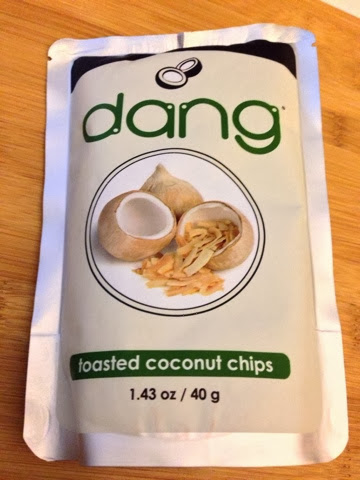 dang®
toasted coconut chips
1.43 oz / 40 g